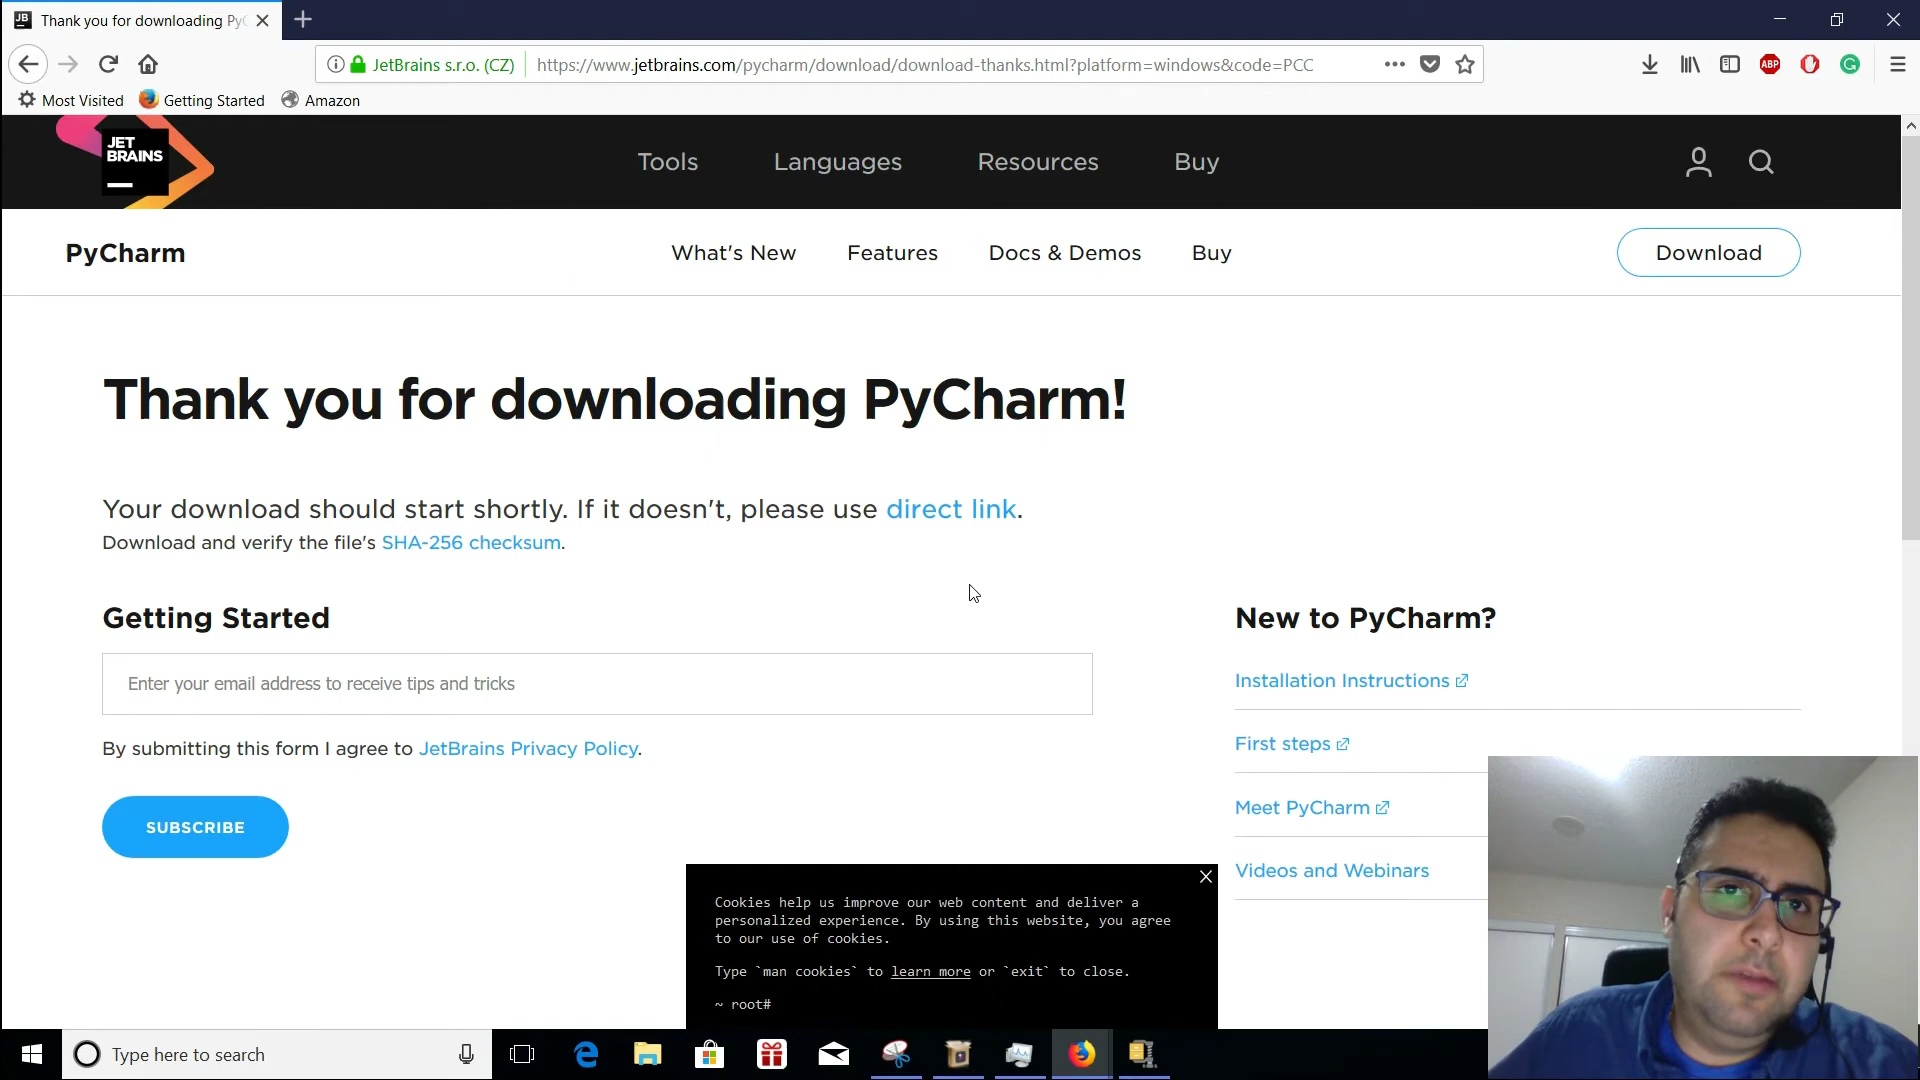 JB Thank you for downloading PyC
JetBrains s.r.o. (CZ) https://www.jetbrains.com/pycharm/download/download-thanks.html?platform=windows&code=PCC
ABP
G
Most Visited Getting Started Amazon
JET
BRAINS
Tools Languages Resources Buy
PyCharm What's New Features Docs & Demos Buy Download
Thank you for downloading PyCharm!
Your download should start shortly. If it doesn't, please use direct link.
Download and verify the file's SHA-256 checksum.
Getting Started
Enter your email address to receive tips and tricks
By submitting this form I agree to JetBrains Privacy Policy.
SUBSCRIBE
New to PyCharm?
Installation Instructions
First steps
Meet PyCharm
Videos and Webinars
Cookies help us improve our web content and deliver a
personalized experience. By using this website, you agree
to our use of cookies.
Type `man cookies` to learn more or `exit` to close.
~ root#
Type here to search